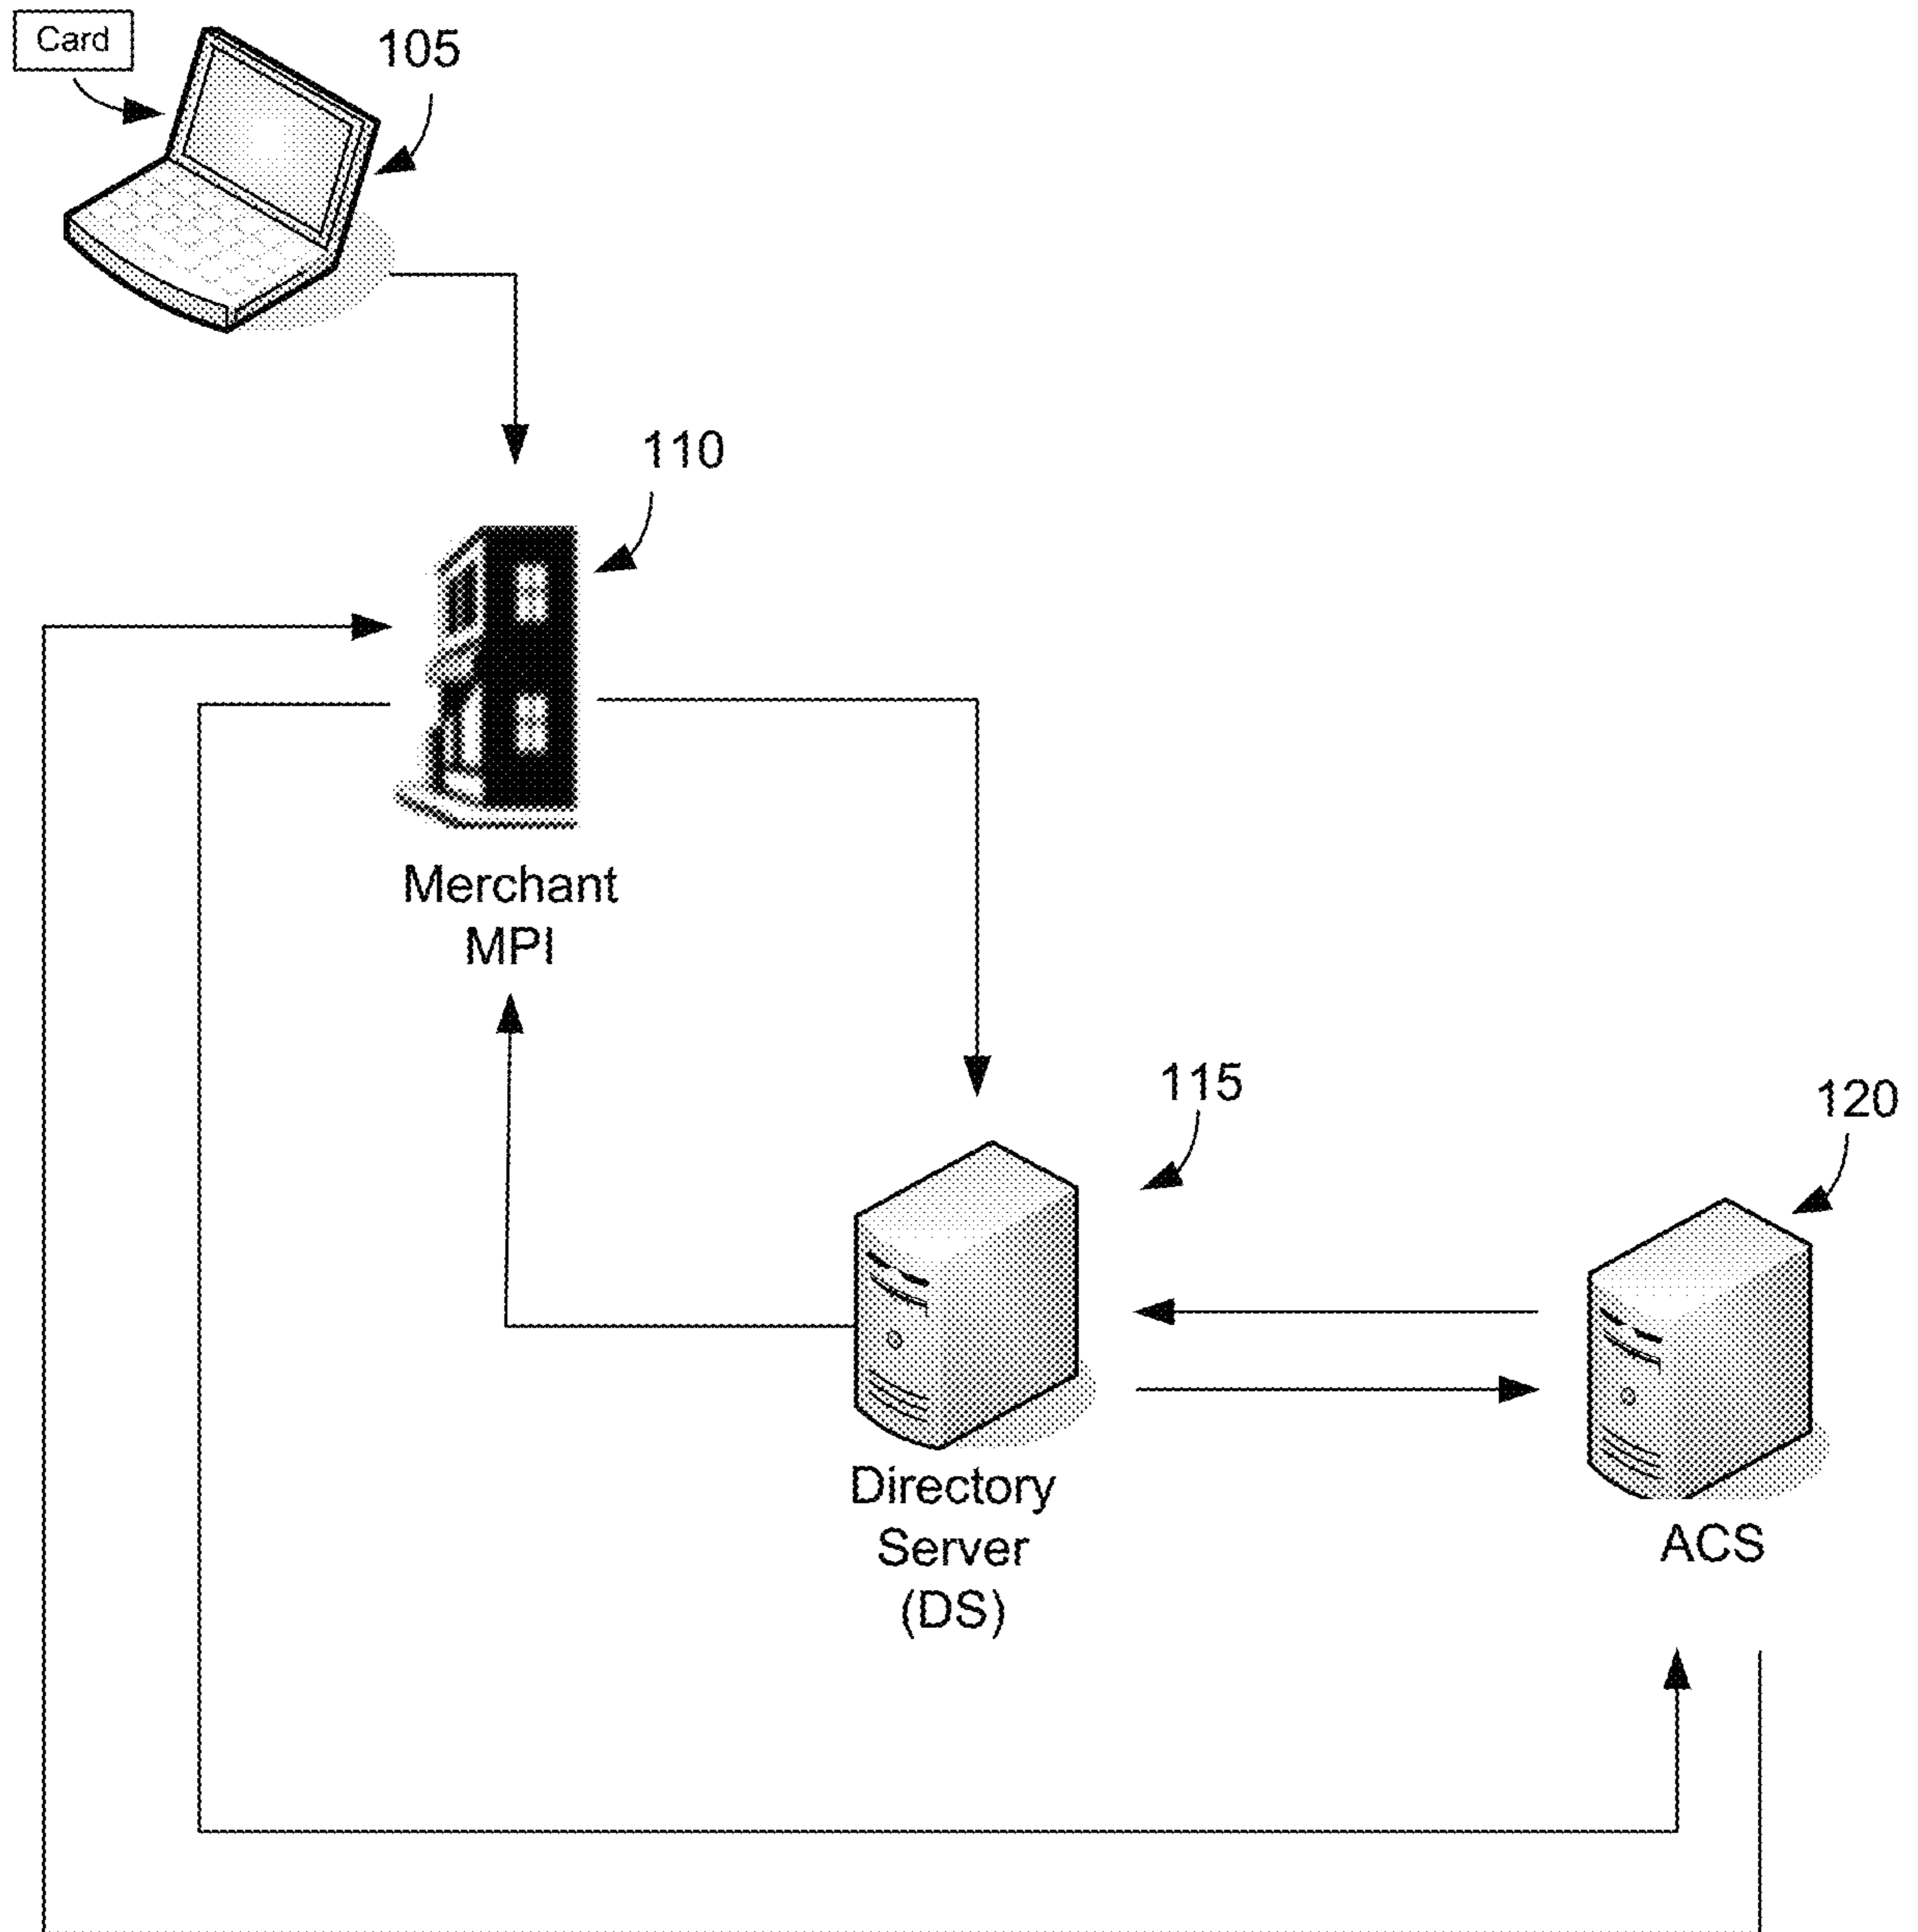 Card
105
110
Merchant
MPI
115
120
Directory
Server
(DS)
ACS